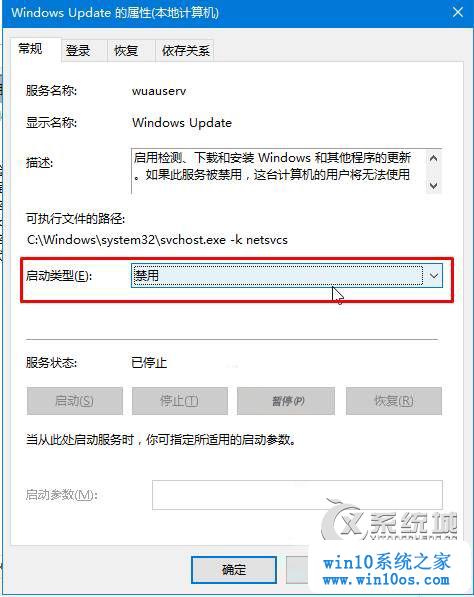 Windows Update 的属性(本地计算机)
常规 登录 恢复 依存关系
服务名称: wuauserv
显示名称: Windows Update
描述: 启用检测、下载和安装 Windows 和其他程序的更新
。如果此服务被禁用，这台计算机的用户将无法使用
可执行文件的路径:
C:\Windows\system32\svchost.exe -k netsvcs
启动类型(E): 禁用
服务状态: 已停止
启动(S) 停止(T) 暂停(P) 恢复(R)
当从此处启动服务时，你可指定所适用的启动参数。
启动参数(M):
系统城
确定
win10系统之家
www.win10os.com